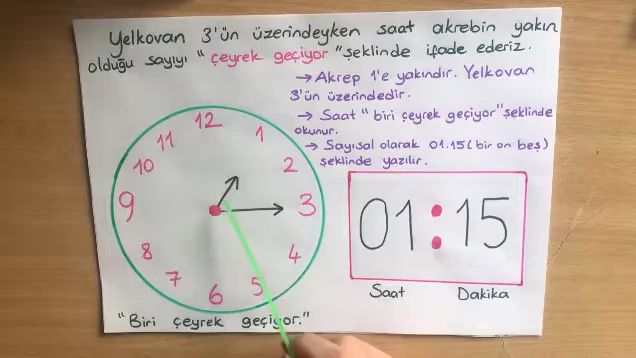 Yelkovan 3'ün üzerindeyken saat akrebin yakın
olduğu sayıyı "çeyrek geçiyor" şeklinde ifade ederiz.
→ Akrep 1'e yakındır. Yelkovan
3'ün üzerindedir.
→ Saat "biri çeyrek geçiyor" şeklinde
okunur.
→ Sayısal olarak 01.15 (bir on beş)
şeklinde yazılır.
12
11
1
10
2
9
3
8
4
7
5
6
01:15
Saat
Dakika
"Biri çeyrek geçiyor."